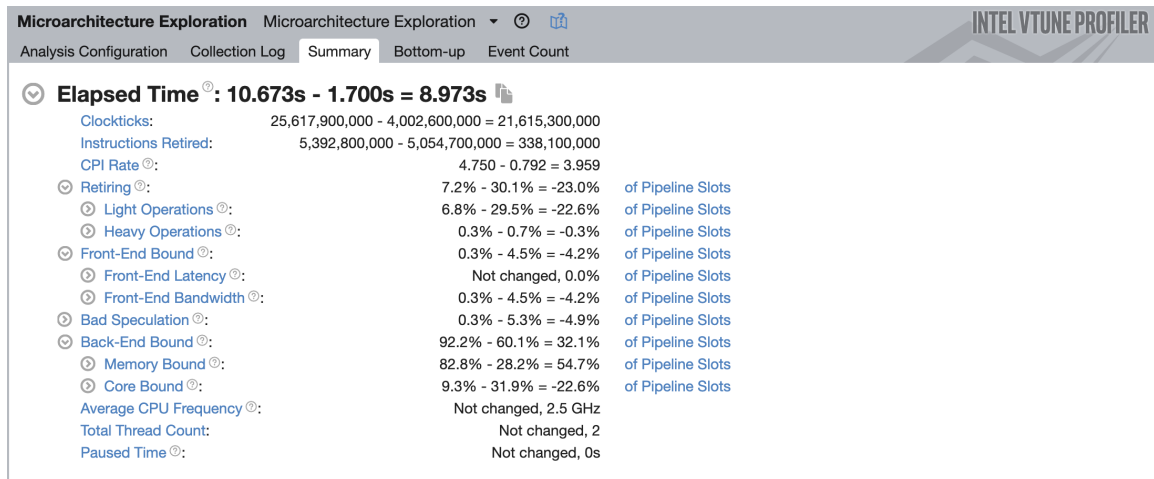 Microarchitecture Exploration Microarchitecture Exploration INTEL VTUNE PROFILER
Analysis Configuration Collection Log Summary Bottom-up Event Count
Elapsed Time: 10.673s - 1.700s = 8.973s
Clockticks: 25,617,900,000 - 4,002,600,000 = 21,615,300,000
Instructions Retired: 5,392,800,000 - 5,054,700,000 = 338,100,000
CPI Rate: 4.750 - 0.792 = 3.959
Retiring: 7.2% - 30.1% = -23.0% of Pipeline Slots
Light Operations: 6.8% - 29.5% = -22.6% of Pipeline Slots
Heavy Operations: 0.3% - 0.7% = -0.3% of Pipeline Slots
Front-End Bound: 0.3% - 4.5% = -4.2% of Pipeline Slots
Front-End Latency: Not changed, 0.0% of Pipeline Slots
Front-End Bandwidth: 0.3% - 4.5% = -4.2% of Pipeline Slots
Bad Speculation: 0.3% - 5.3% = -4.9% of Pipeline Slots
Back-End Bound: 92.2% - 60.1% = 32.1% of Pipeline Slots
Memory Bound: 82.8% - 28.2% = 54.7% of Pipeline Slots
Core Bound: 9.3% - 31.9% = -22.6% of Pipeline Slots
Average CPU Frequency: Not changed, 2.5 GHz
Total Thread Count: Not changed, 2
Paused Time: Not changed, 0s